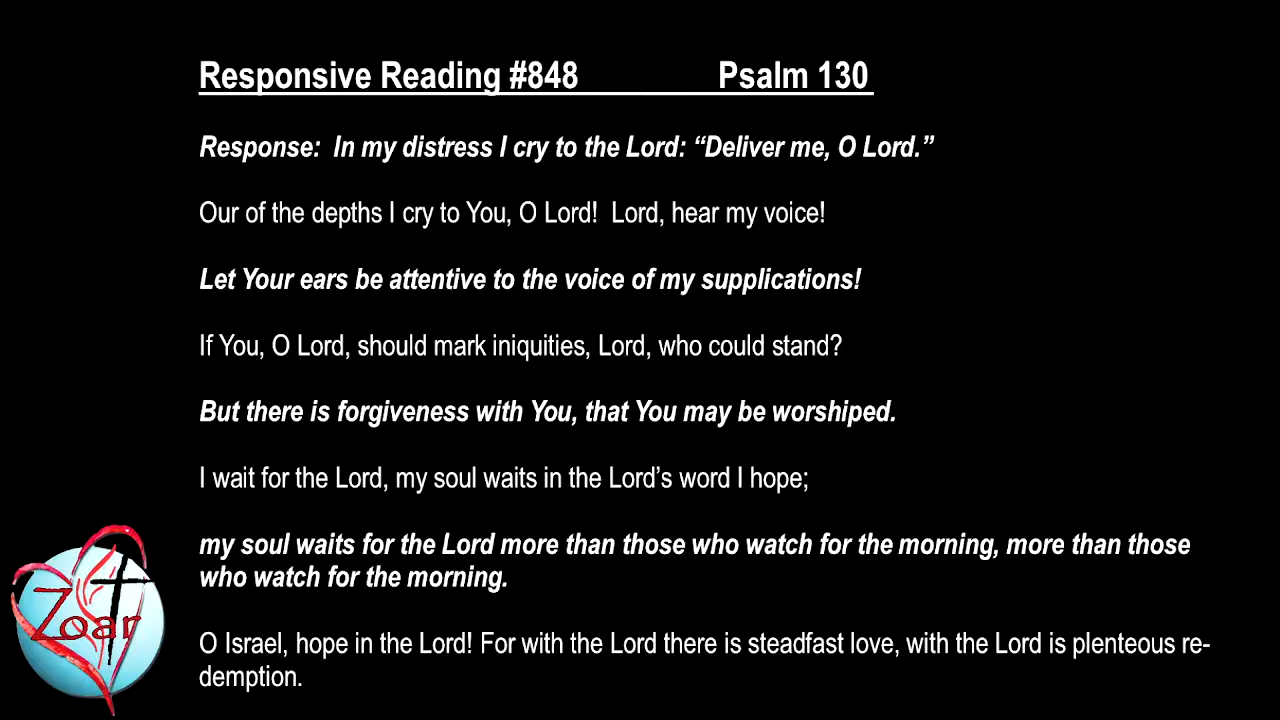 Responsive Reading #848 Psalm 130
Response: In my distress I cry to the Lord: “Deliver me, O Lord.”
Our of the depths I cry to You, O Lord! Lord, hear my voice!
Let Your ears be attentive to the voice of my supplications!
If You, O Lord, should mark iniquities, Lord, who could stand?
But there is forgiveness with You, that You may be worshiped.
I wait for the Lord, my soul waits in the Lord’s word I hope;
my soul waits for the Lord more than those who watch for the morning, more than those
who watch for the morning.
O Israel, hope in the Lord! For with the Lord there is steadfast love, with the Lord is plenteous re-
demption.
Zoar